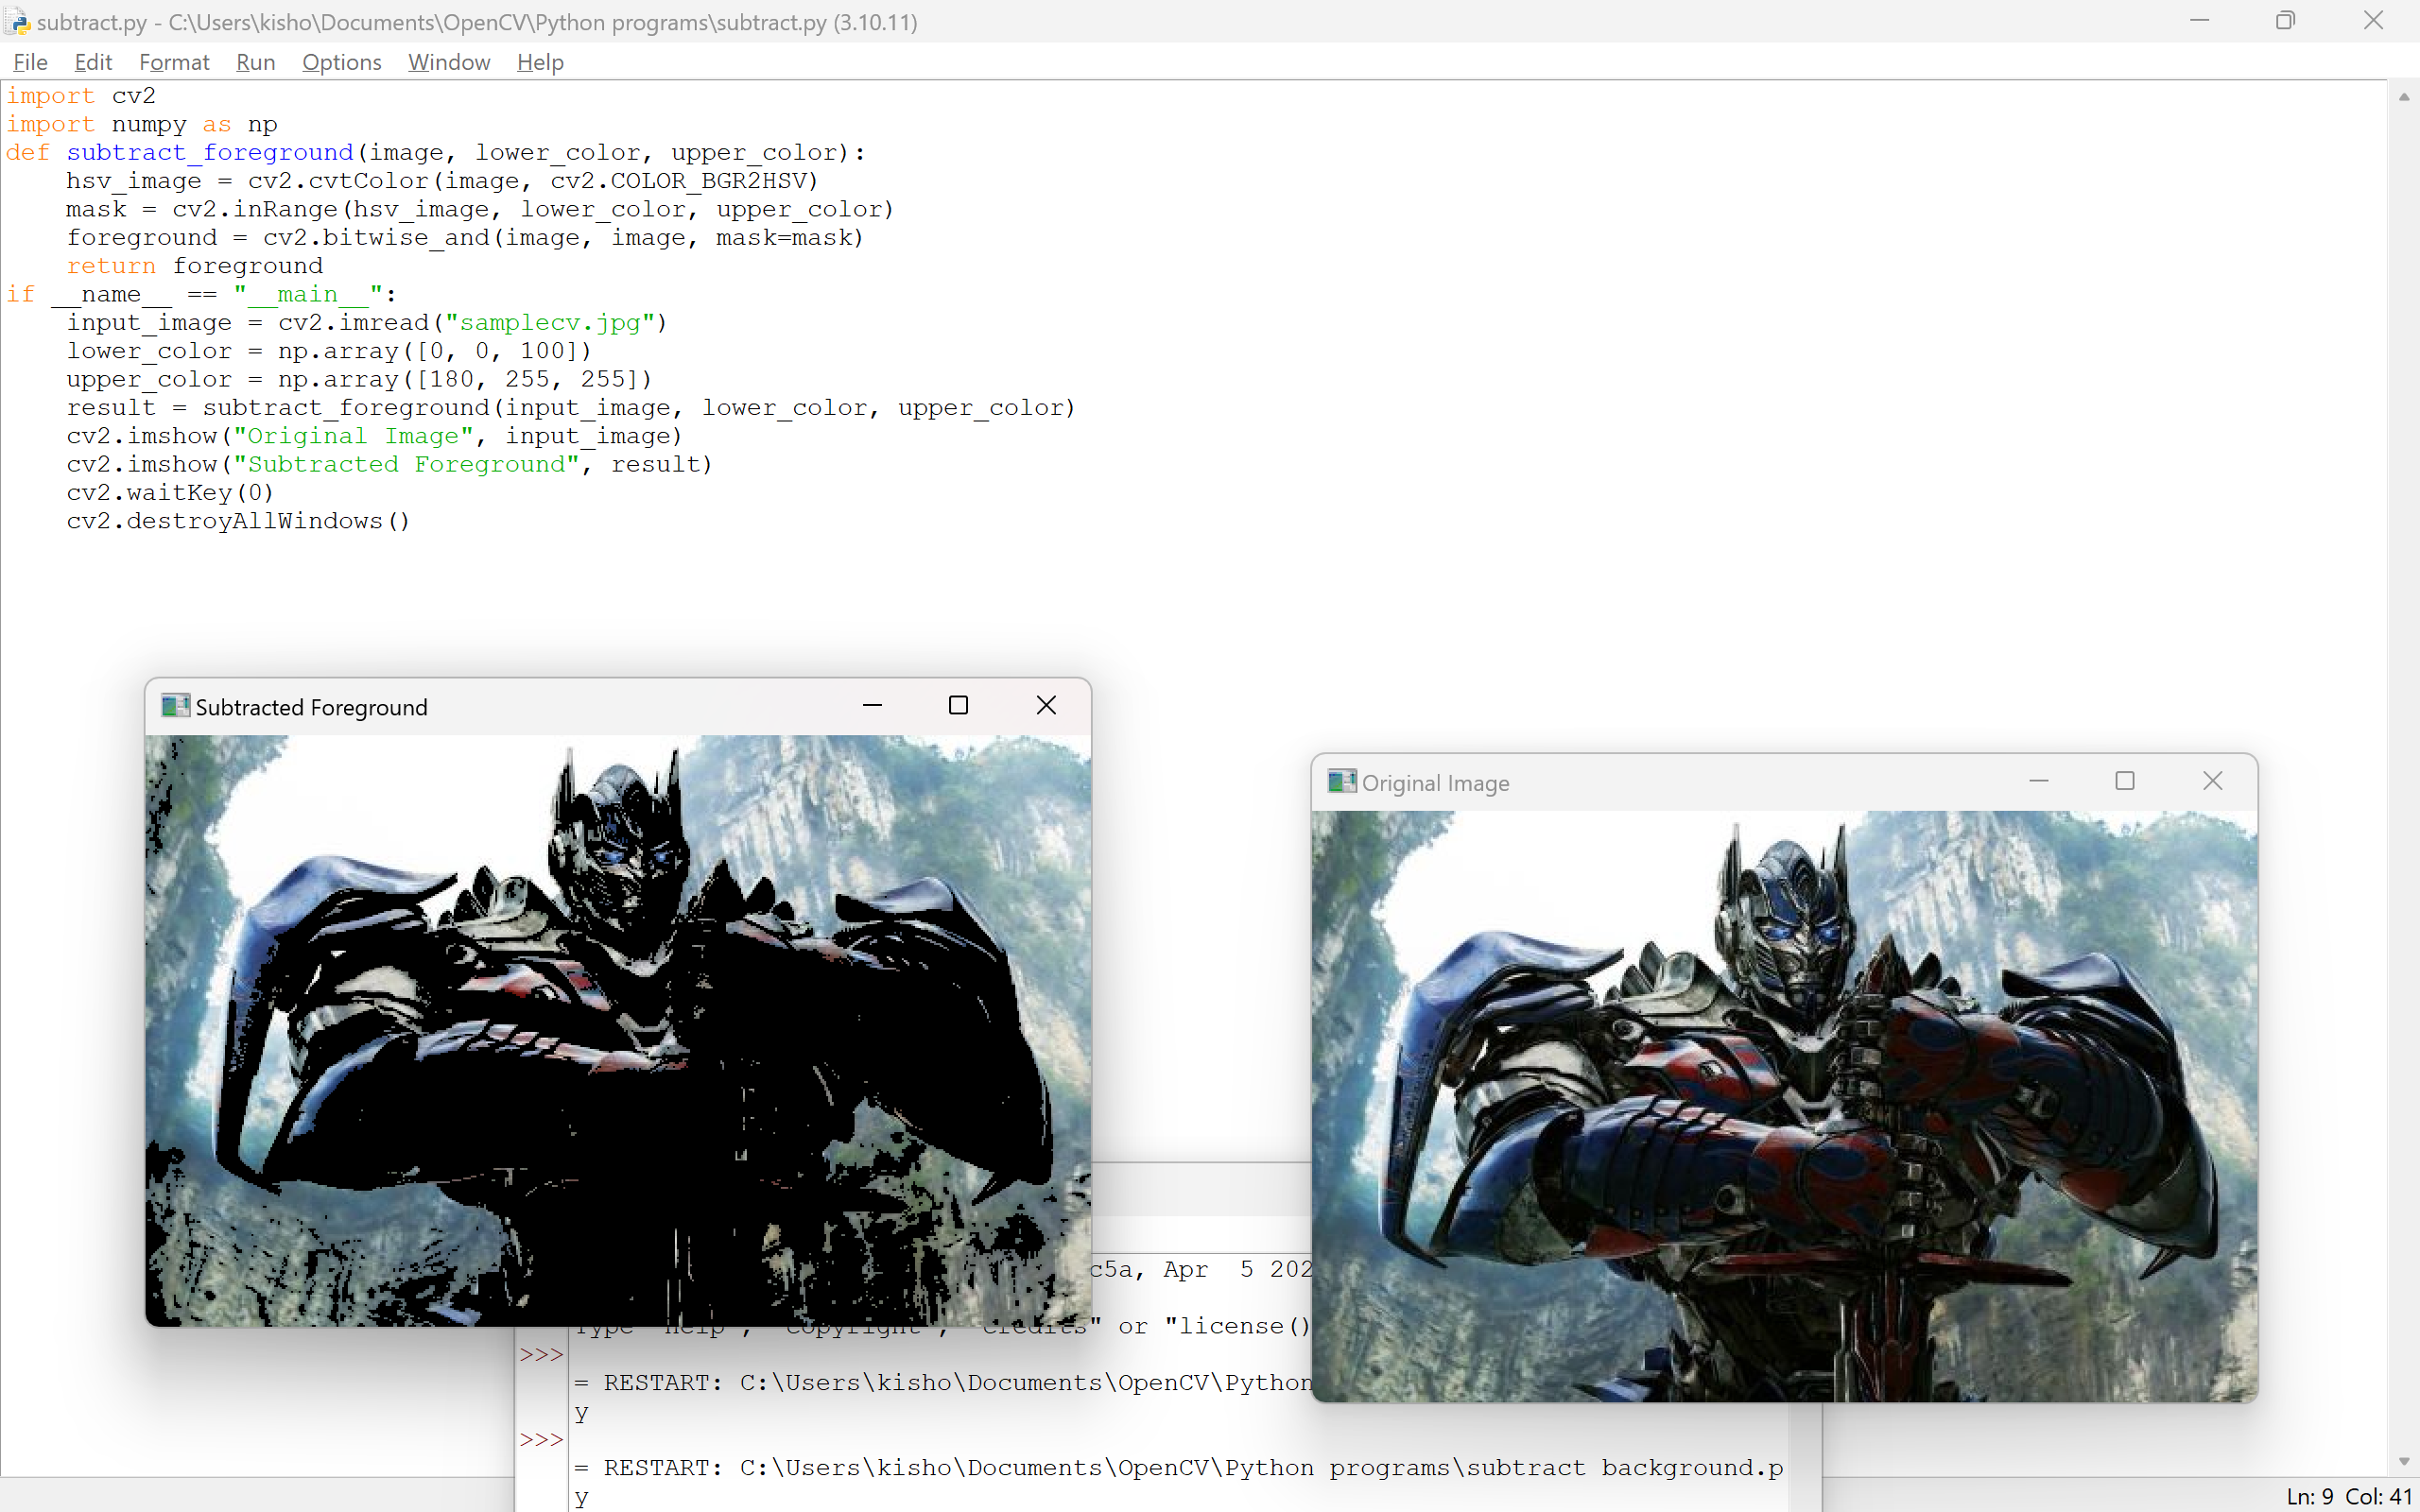 subtract.py - C:\Users\kisho\Documents\OpenCV\Python programs\subtract.py (3.10.11)
File Edit Format Run Options Window Help
import cv2
import numpy as np
def subtract_foreground(image, lower_color, upper_color):
    hsv_image = cv2.cvtColor(image, cv2.COLOR_BGR2HSV)
    mask = cv2.inRange(hsv_image, lower_color, upper_color)
    foreground = cv2.bitwise_and(image, image, mask=mask)
    return foreground
if __name__ == "__main__":
    input_image = cv2.imread("samplecv.jpg")
    lower_color = np.array([0, 0, 100])
    upper_color = np.array([180, 255, 255])
    result = subtract_foreground(input_image, lower_color, upper_color)
    cv2.imshow("Original Image", input_image)
    cv2.imshow("Subtracted Foreground", result)
    cv2.waitKey(0)
    cv2.destroyAllWindows()
Subtracted Foreground
Original Image
c5a, Apr  5 202
Type "help", "copyright", "credits" or "license()
>>>
= RESTART: C:\Users\kisho\Documents\OpenCV\Python
y
>>>
= RESTART: C:\Users\kisho\Documents\OpenCV\Python programs\subtract background.p
y
Ln: 9 Col: 41